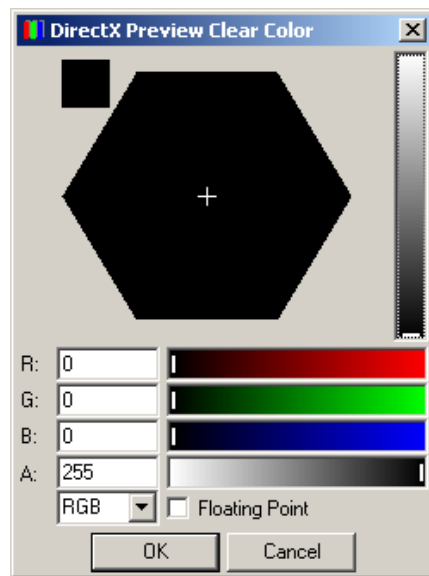 DirectX Preview Clear Color
R: 0
G: 0
B: 0
A: 255
RGB Floating Point
OK Cancel